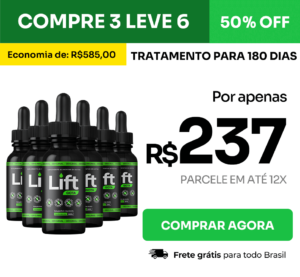 COMPRE 3 LEVE 6
50% OFF
Economia de: R$585,00
TRATAMENTO PARA 180 DIAS
Por apenas
R$237
PARCELE EM ATÉ 12X
Lift
COMPRAR AGORA
Frete grátis para todo Brasil